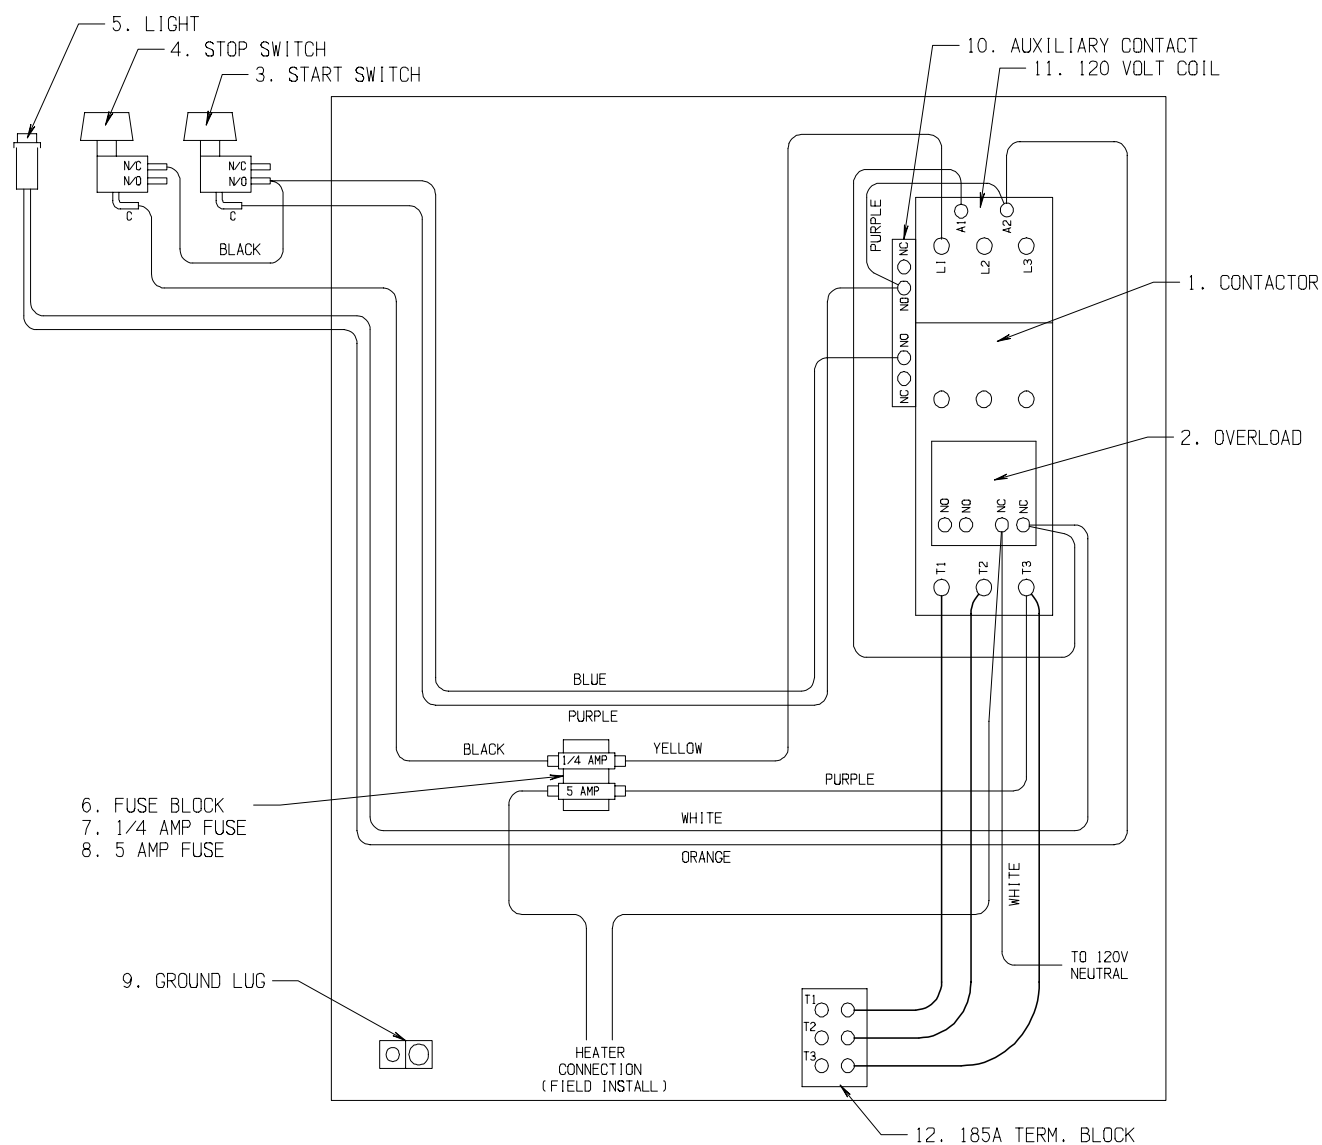 5. LIGHT
4. STOP SWITCH
3. START SWITCH
10. AUXILIARY CONTACT
11. 120 VOLT COIL
N/C
N/O
C
N/C
N/O
C
BLACK
PURPLE
A1
A2
NC
L1
L2
L3
NO
1. CONTACTOR
NO
NC
2. OVERLOAD
NO
NO
NC
NC
T1
T2
T3
BLUE
PURPLE
BLACK
YELLOW
1/4 AMP
PURPLE
5 AMP
6. FUSE BLOCK
7. 1/4 AMP FUSE
8. 5 AMP FUSE
WHITE
ORANGE
WHITE
TO 120V
NEUTRAL
9. GROUND LUG
T1
T2
T3
HEATER
CONNECTION
(FIELD INSTALL)
12. 185A TERM. BLOCK